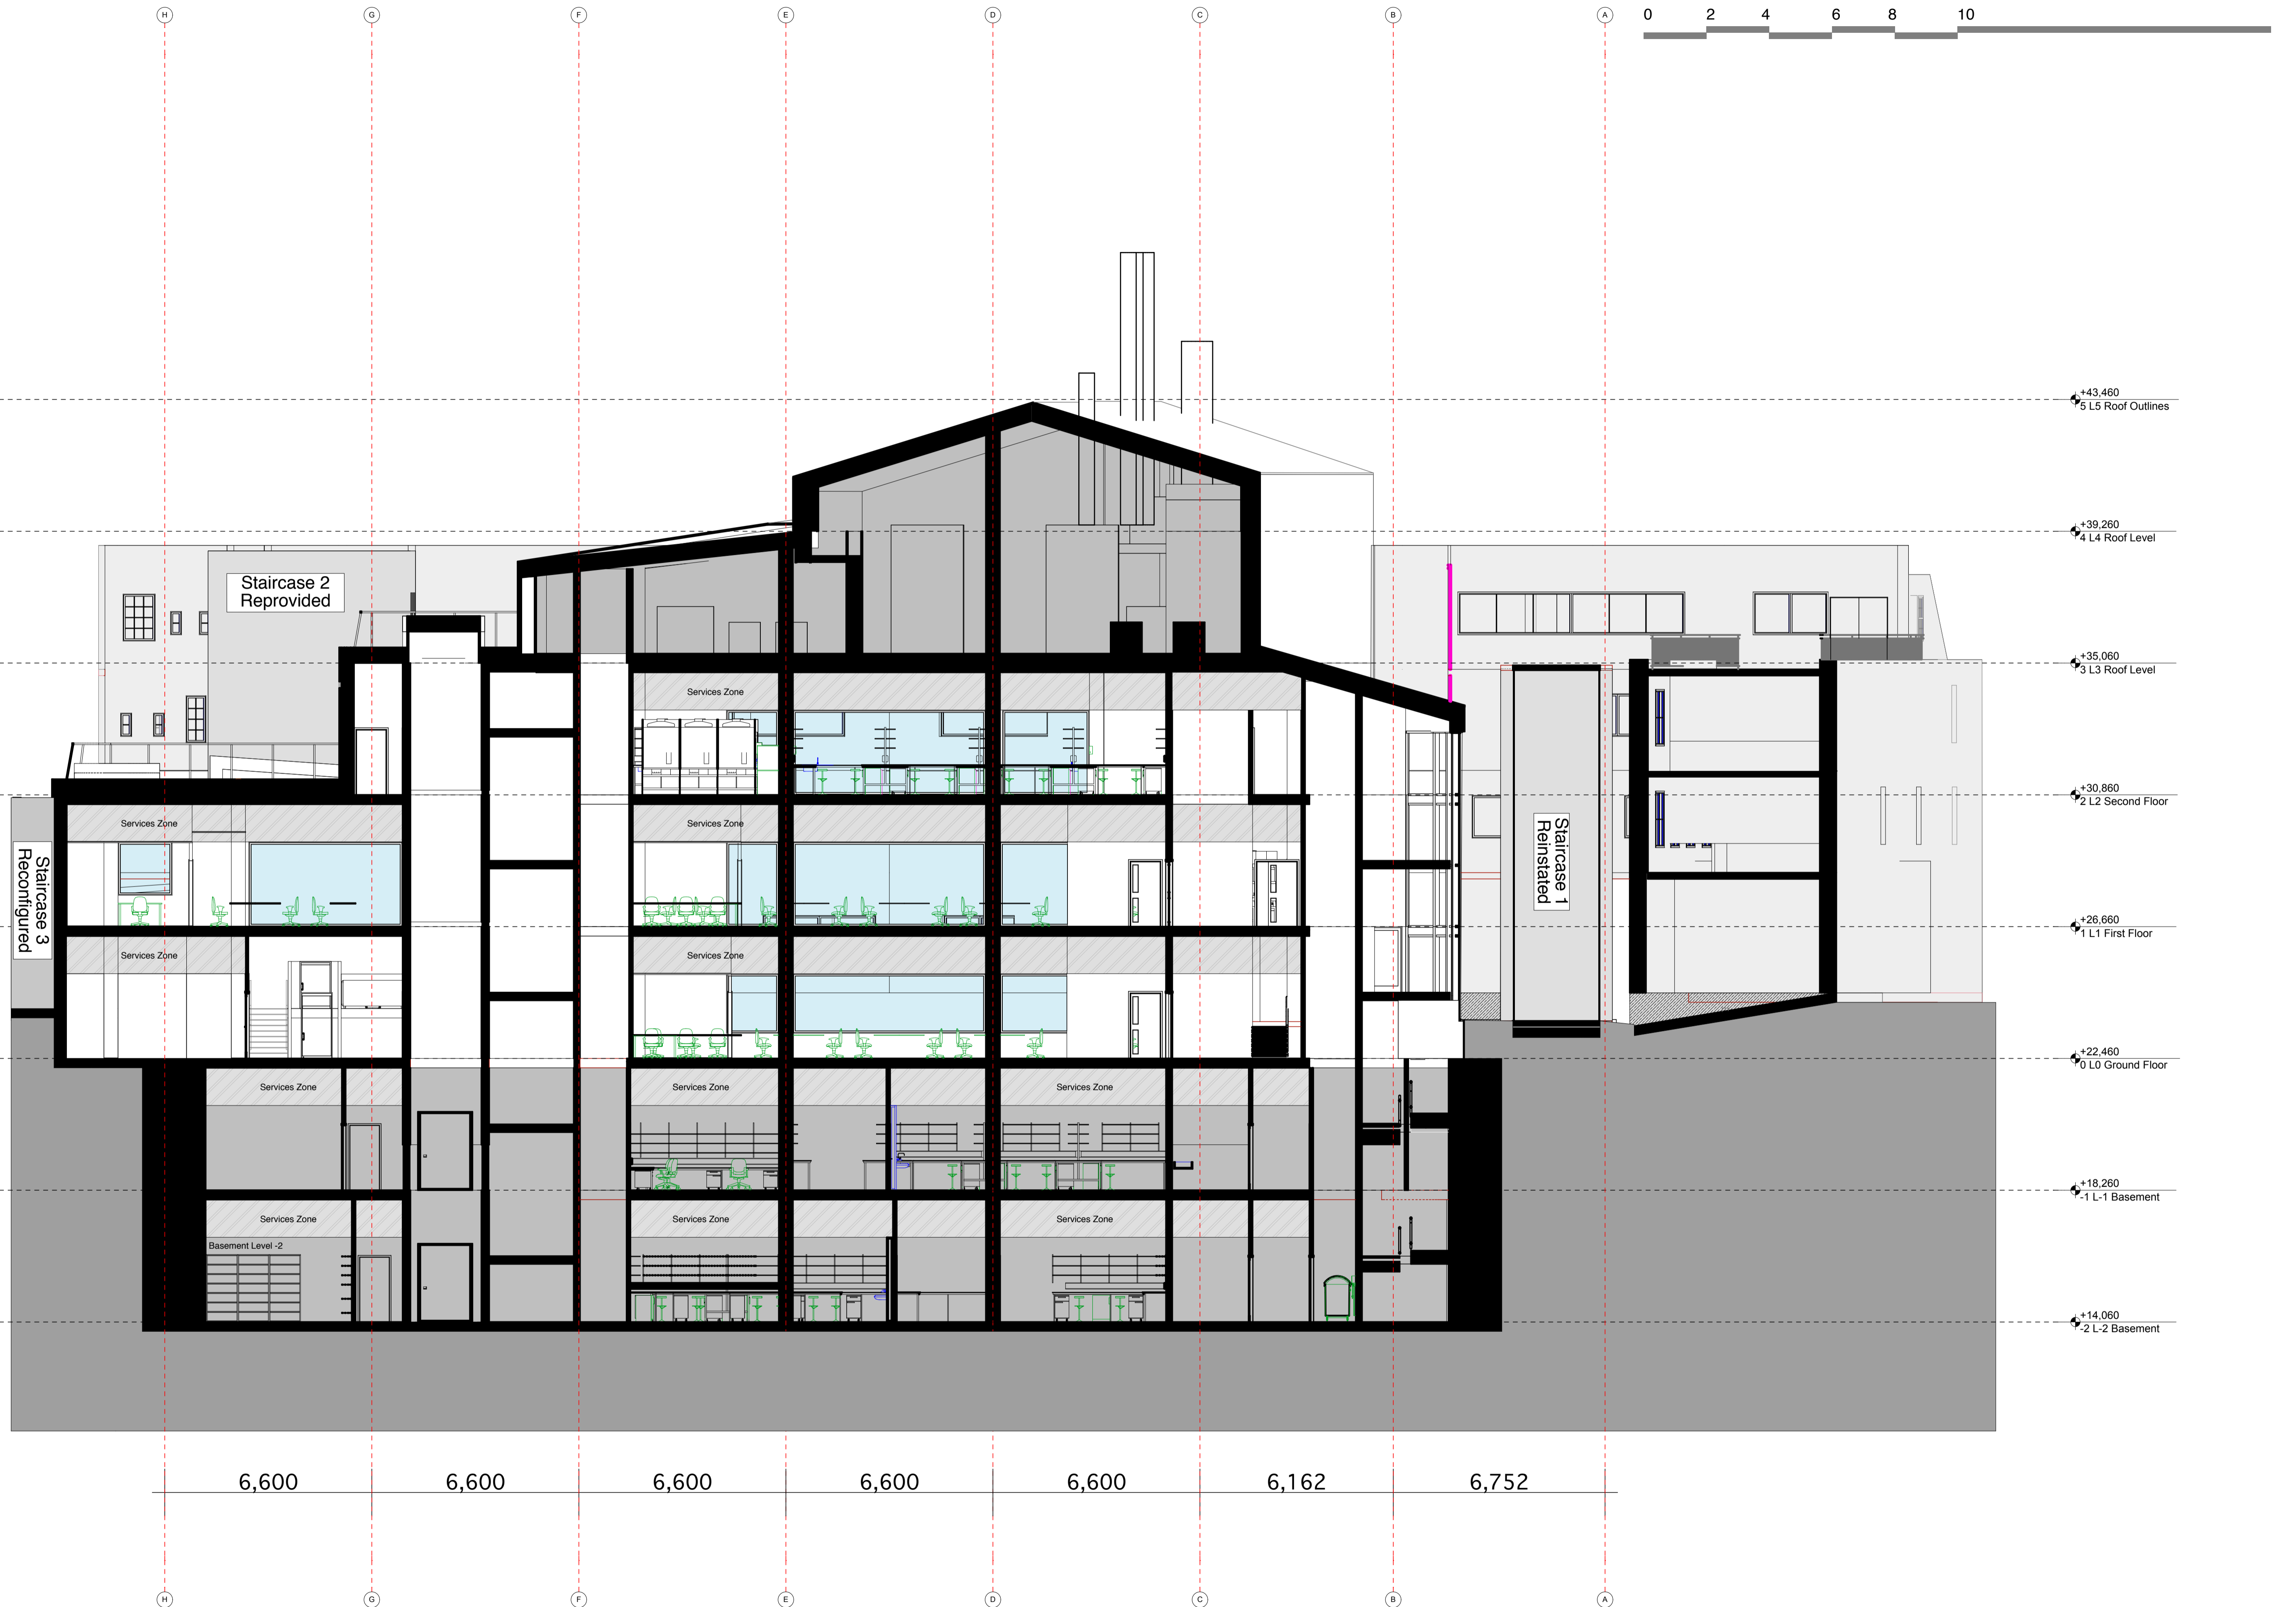 H G F E D C B A
0 2 4 6 8 10
+43,460
5 L5 Roof Outlines
+39,260
4 L4 Roof Level
Staircase 2
Reprovided
+35,060
3 L3 Roof Level
Services Zone
+30,860
2 L2 Second Floor
Services Zone
Services Zone
Staircase 3
Reconfigured
Staircase 1
Reinstated
+26,660
1 L1 First Floor
Services Zone
Services Zone
+22,460
0 L0 Ground Floor
Services Zone
Services Zone
Services Zone
+18,260
-1 L-1 Basement
Services Zone
Services Zone
Services Zone
Basement Level -2
+14,060
-2 L-2 Basement
6,600 6,600 6,600 6,600 6,600 6,162 6,752
H G F E D C B A